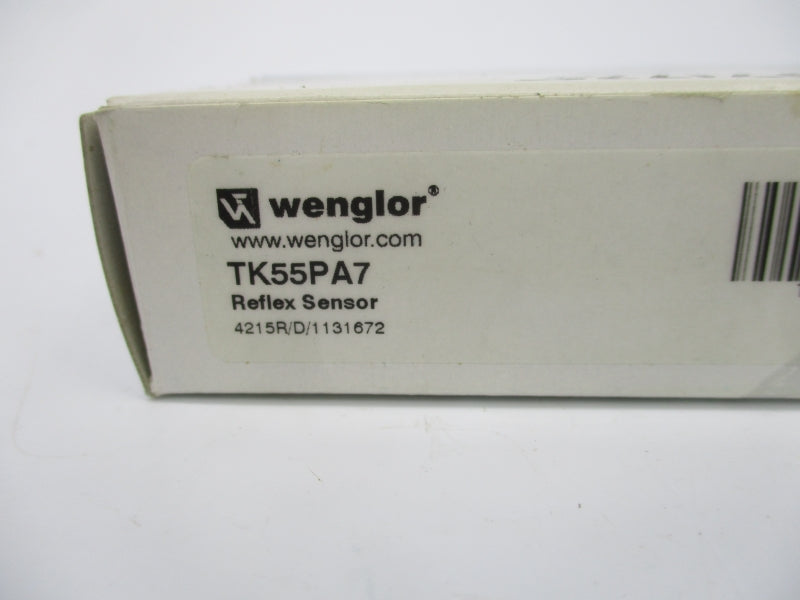 wenglor®
www.wenglor.com
TK55PA7
Reflex Sensor
4215R/D/1131672